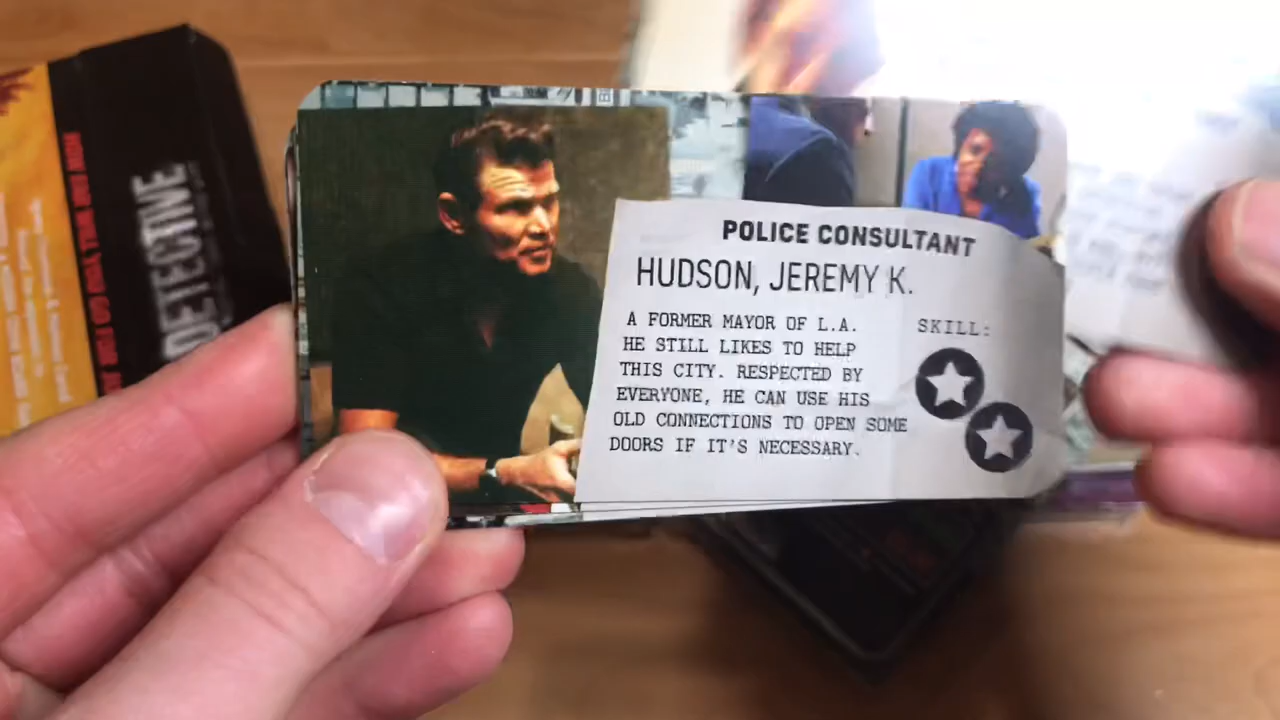 POLICE CONSULTANT
HUDSON, JEREMY K.
A FORMER MAYOR OF L.A.
HE STILL LIKES TO HELP
THIS CITY. RESPECTED BY
EVERYONE, HE CAN USE HIS
OLD CONNECTIONS TO OPEN SOME
DOORS IF IT'S NECESSARY.
SKILL:
DETECTIVE